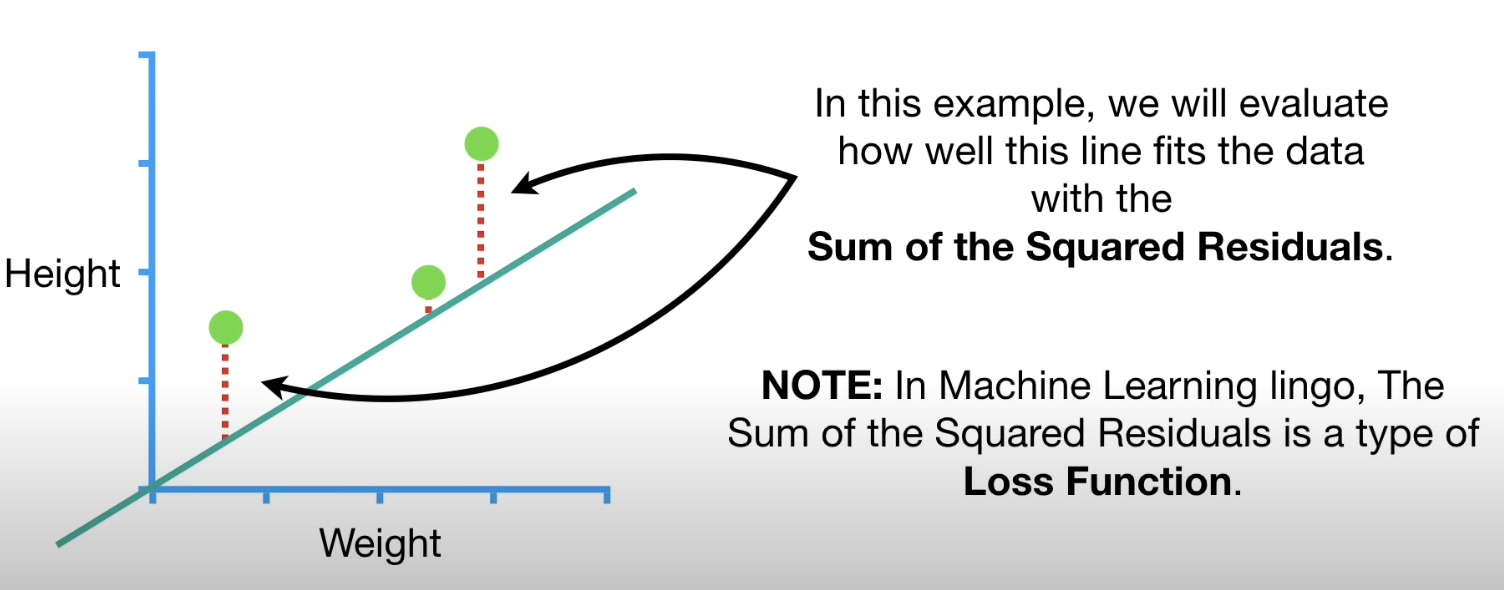 In this example, we will evaluate
how well this line fits the data
with the
Sum of the Squared Residuals.
Height
NOTE: In Machine Learning lingo, The
Sum of the Squared Residuals is a type of
Loss Function.
Weight